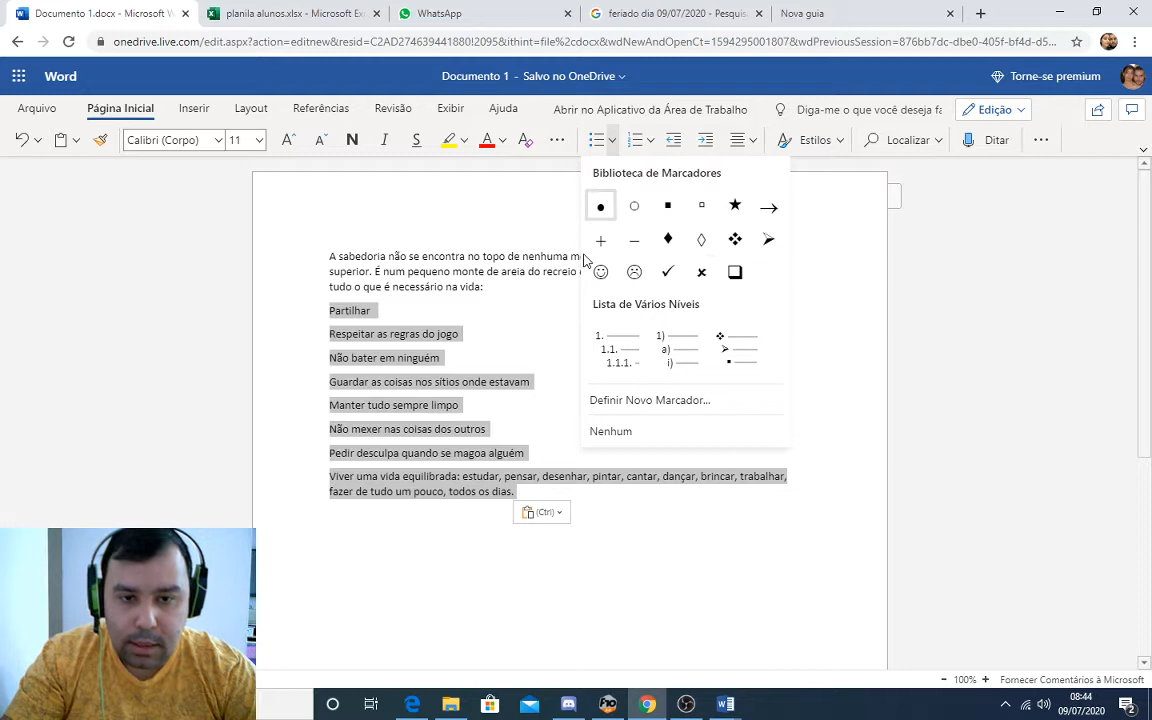 Document 1.docx - Microsoft W
planila alunos.xlsx - Microsoft Ex
WhatsApp
feriado dia 09/07/2020 - Pesquis
Nova guia
onedrive.live.com/edit.aspx?action=editnew&resid=C2AD274639441880!2095&ithint=file%2cdocx&wdNewAndOpenCt=1594295001807&wdPreviousSession=876bb7dc-dbe0-405f-bf4d-d5...
Word
Documento 1 - Salvo no OneDrive
Torne-se premium
Arquivo
Página Inicial
Inserir
Layout
Referências
Revisão
Exibir
Ajuda
Abrir no Aplicativo da Área de Trabalho
Diga-me o que você deseja fa
Edição
Calibri (Corpo)
11
N
I
S
A
Estilos
Localizar
Ditar
Biblioteca de Marcadores
A sabedoria não se encontra no topo de nenhuma m
superior. É num pequeno monte de areia do recreio
tudo o que é necessário na vida:
Partilhar
Respeitar as regras do jogo
Não bater em ninguém
Guardar as coisas nos sítios onde estavam
Manter tudo sempre limpo
Não mexer nas coisas dos outros
Pedir desculpa quando se magoa alguém
Viver uma vida equilibrada: estudar, pensar, desenhar, pintar, cantar, dançar, brincar, trabalhar,
fazer de tudo um pouco, todos os dias.
(Ctrl)
Lista de Vários Níveis
1.
1.1.
1.1.1.
1)
a)
i)
Definir Novo Marcador...
Nenhum
100%
Fornecer Comentários à Microsoft
08:44
09/07/2020
2